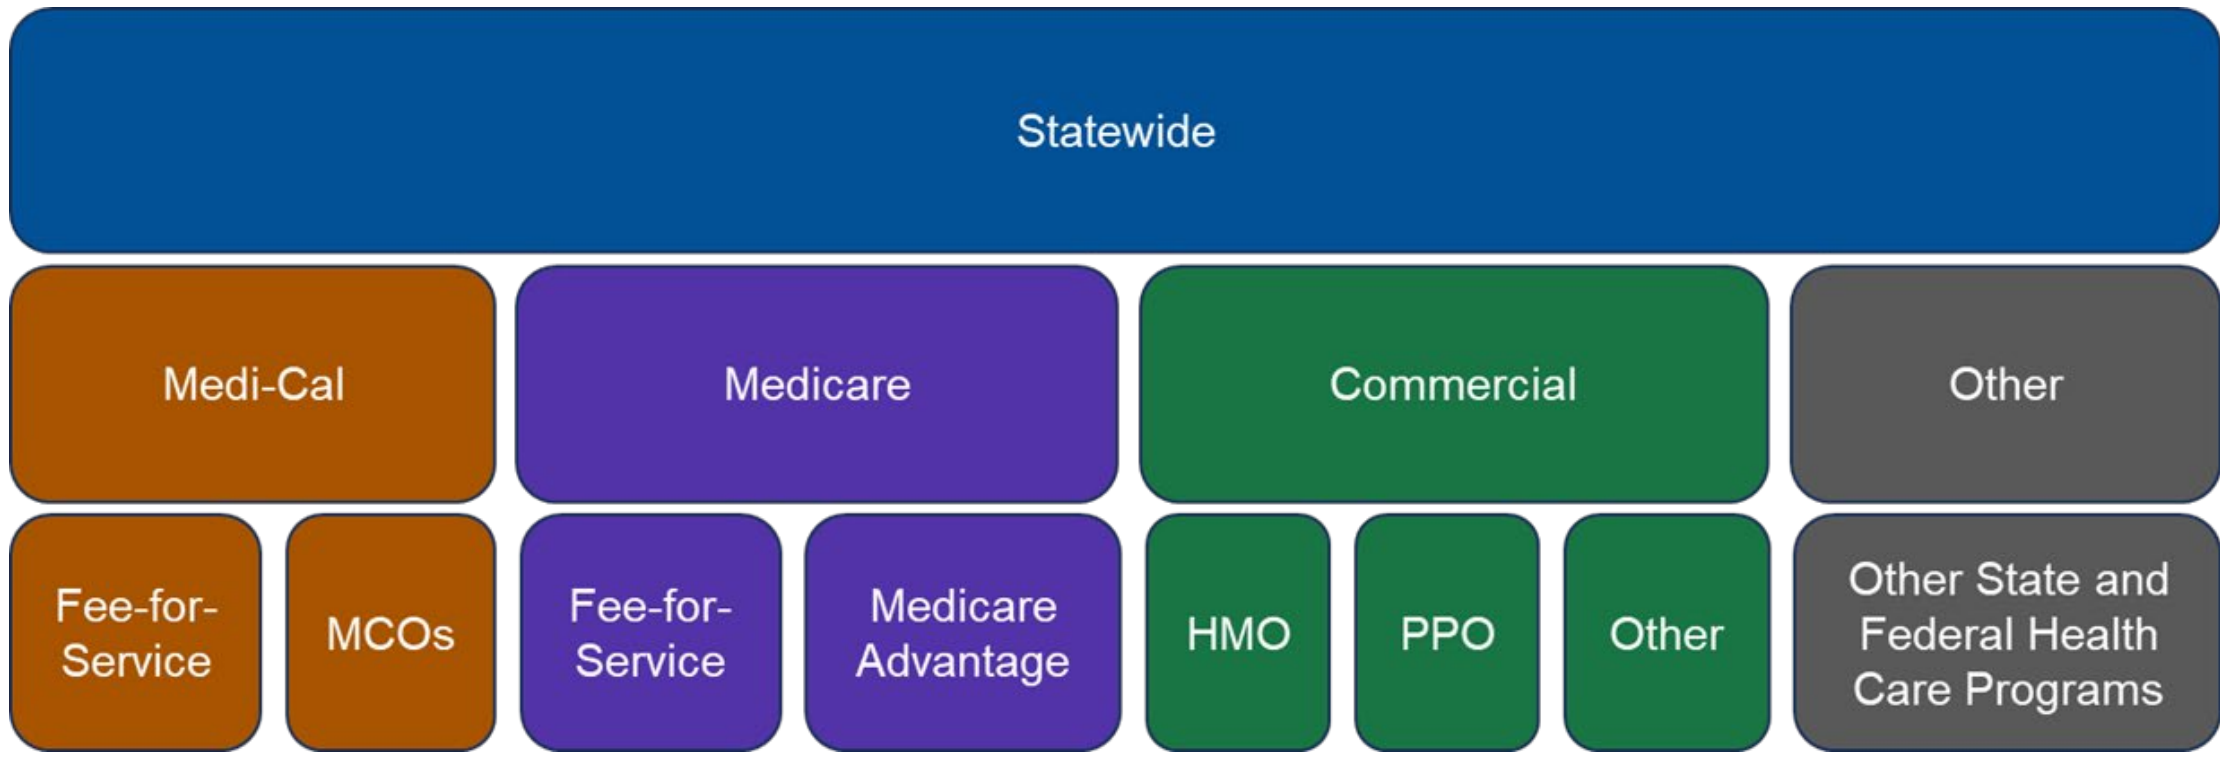 Statewide
Medi-Cal
Medicare
Commercial
Other
Fee-for-
Service
MCOs
Fee-for-
Service
Medicare
Advantage
HMO
PPO
Other
Other State and
Federal Health
Care Programs